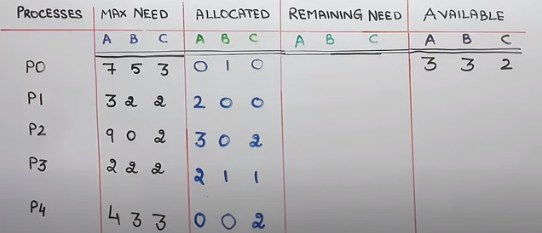 PROCESSES MAX NEED ALLOCATED REMAINING NEED AVAILABLE
A B C A B C A B C A B C
P0 7 5 3 0 1 0 3 3 2
P1 3 2 2 2 0 0
P2 9 0 2 3 0 2
P3 2 2 2 2 1 1
P4 4 3 3 0 0 2